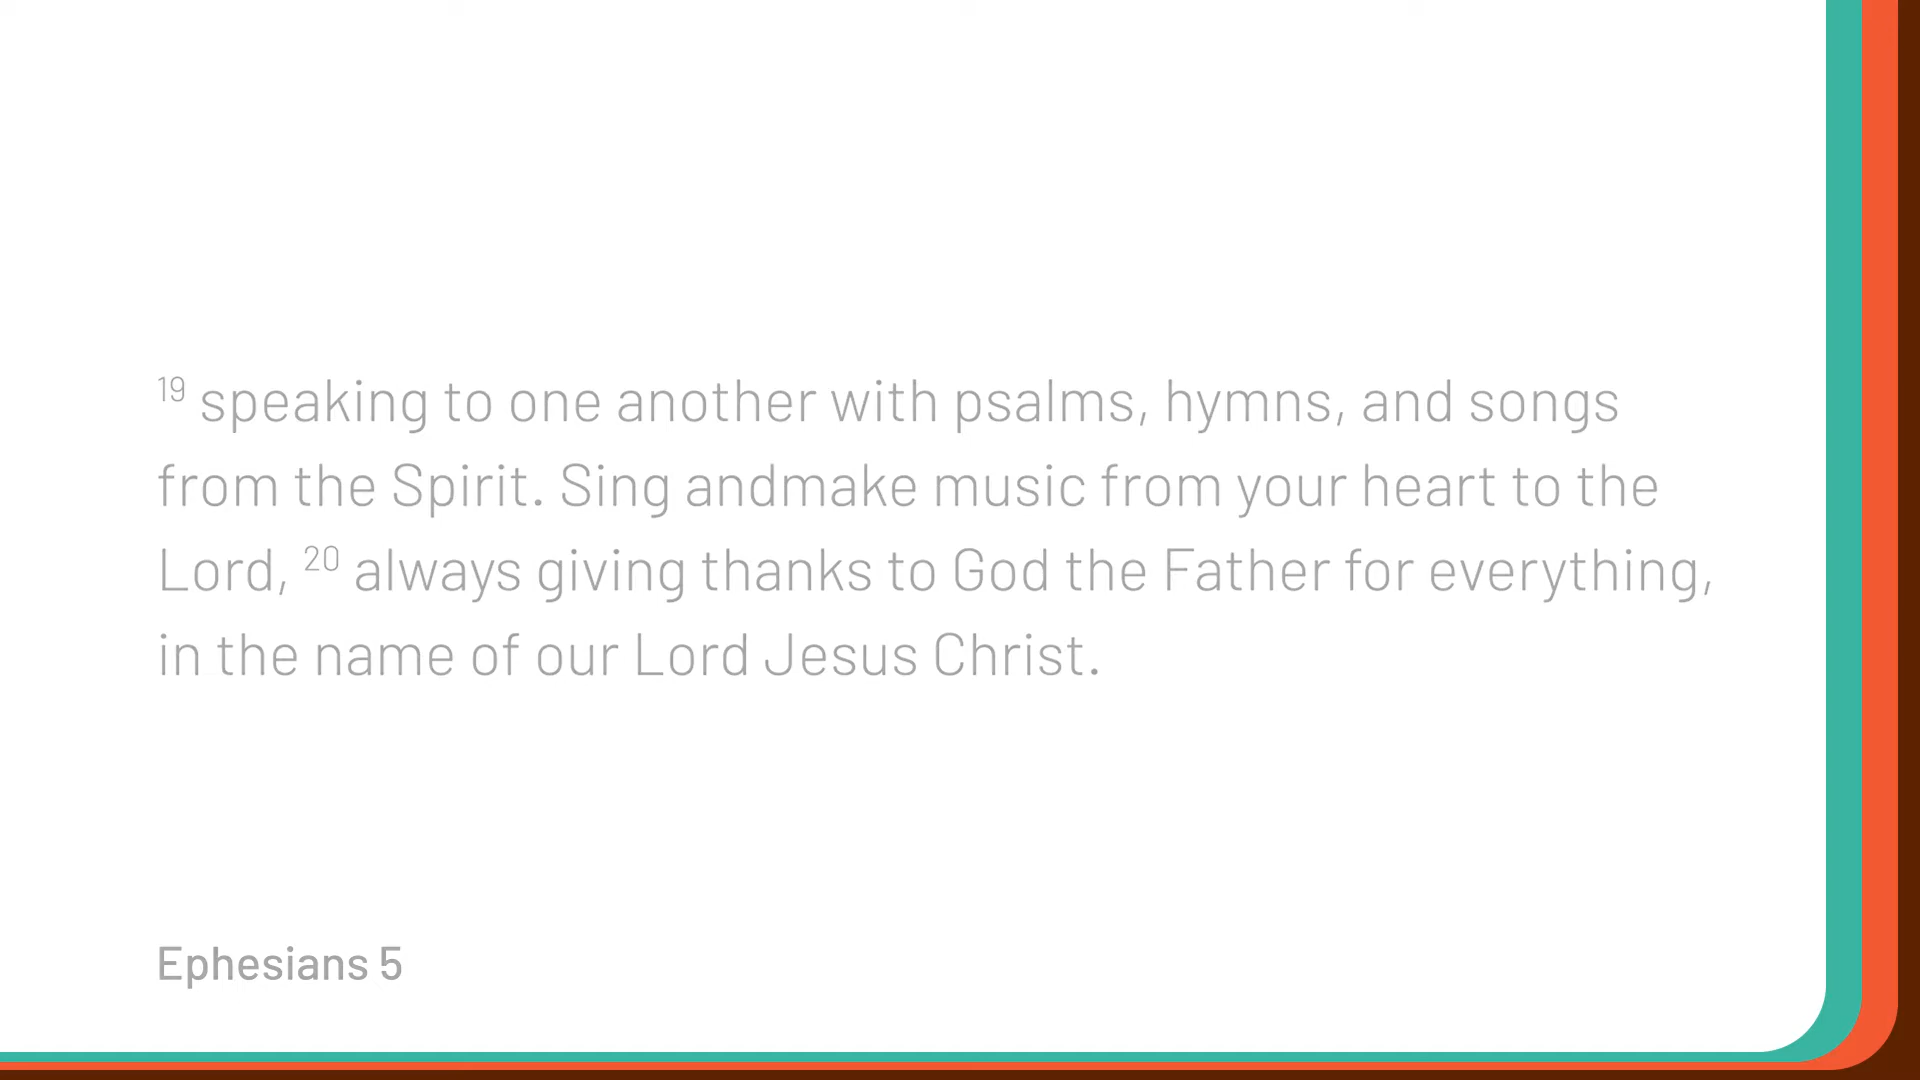 19 speaking to one another with psalms, hymns, and songs
from the Spirit. Sing andmake music from your heart to the
Lord, 20 always giving thanks to God the Father for everything,
in the name of our Lord Jesus Christ.
Ephesians 5